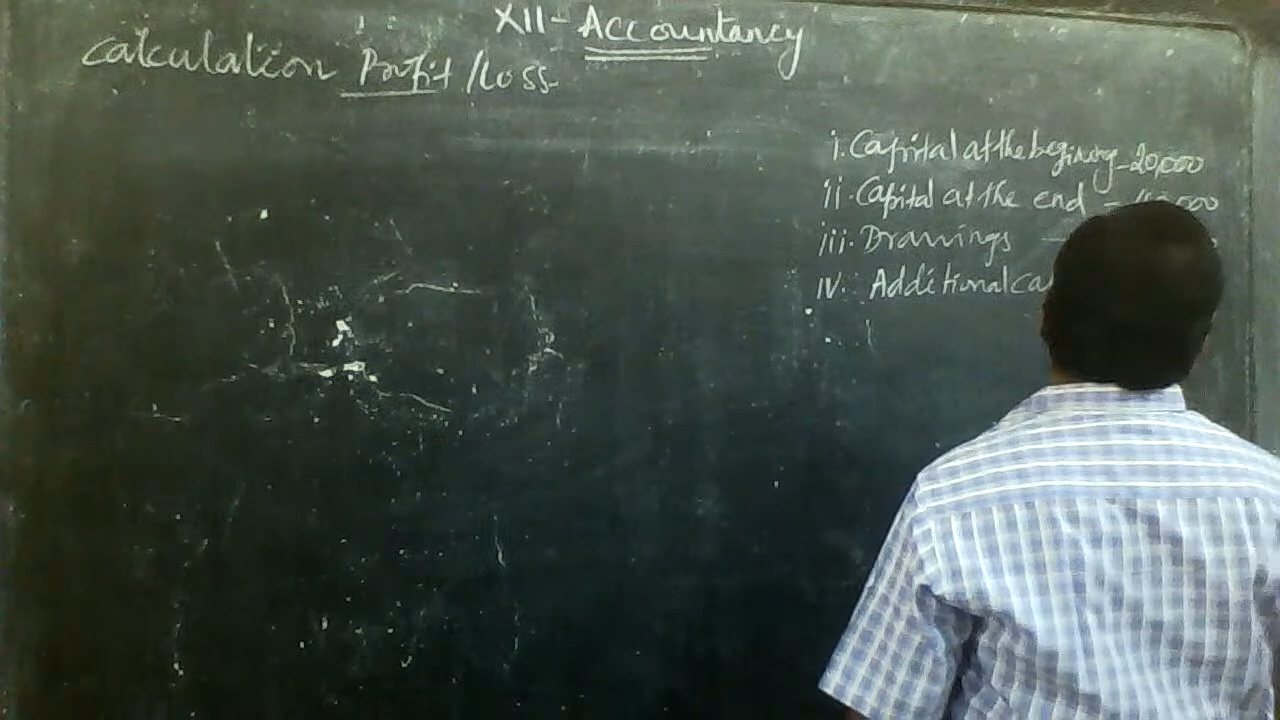 XII - Accountancy
Calculation Profit / Loss
i. Capital at the begining - 20,000
ii. Capital at the end -
iii. Drawings -
iv. Additional